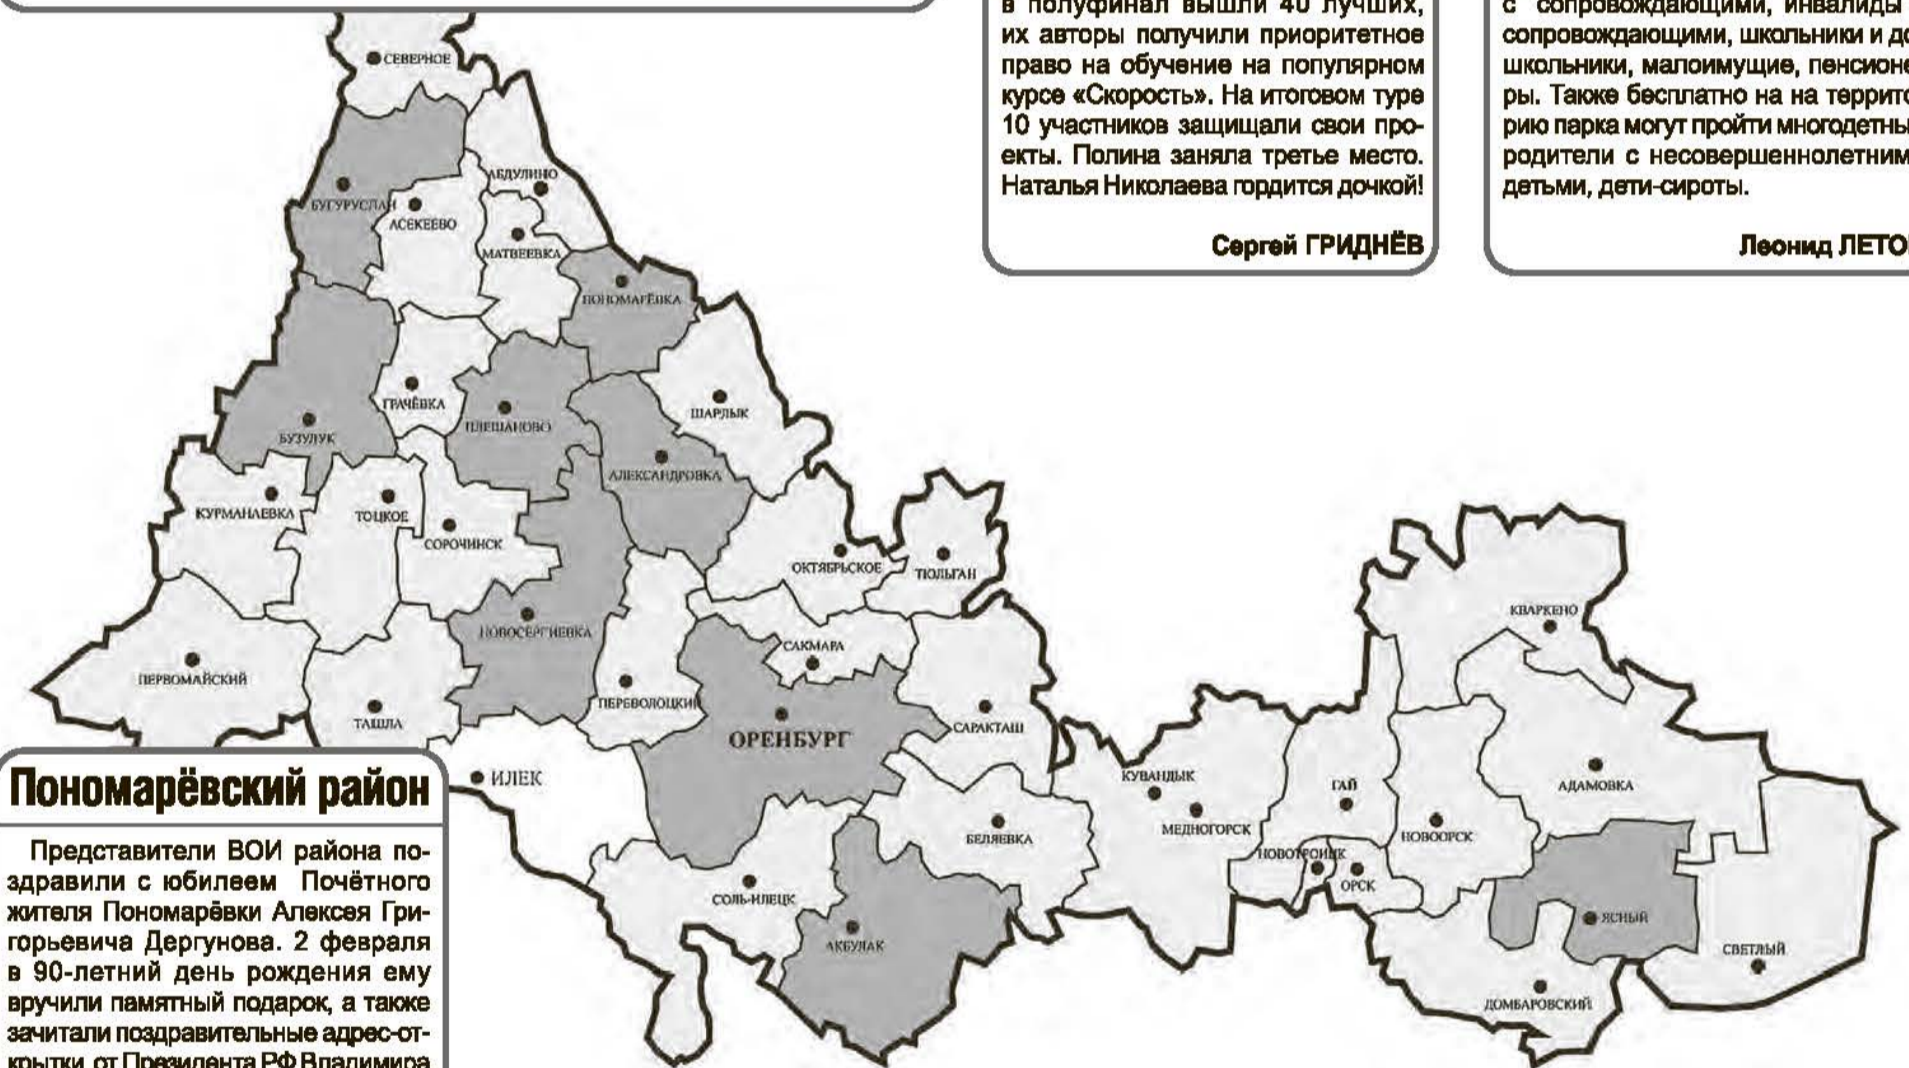 в полуфинал вышли 40 лучших,
их авторы получили приоритетное
право на обучение на популярном
курсе «Скорость». На итоговом туре
10 участников защищали свои про-
екты. Полина заняла третье место.
Наталья Николаева гордится дочкой!
Сергей ГРИДНЁВ
с сопровождающими, инвалиды
сопровождающими, школьники и до
школьники, малоимущие, пенсионе
ры. Также бесплатно на на террито
рию парка могут пройти многодетны
родители с несовершеннолетним
детьми, дети-сироты.
Леонид ЛЕТО
СЕВЕРНОЕ
АБДУЛИНО
БУГУРУСЛАН
АСЕКЕЕВО
МАТВЕЕВКА
ПОНОМАРЁВКА
ГРАЧЁВКА
ШАРЛЫК
ПЛЕШАНОВО
БУЗУЛУК
АЛЕКСАНДРОВКА
КУРМАНАЕВКА
ТОЦКОЕ
СОРОЧИНСК
ОКТЯБРЬСКОЕ
ТЮЛЬГАН
КВАРКЕНО
НОВОСЕРГИЕВКА
САКМАРА
ПЕРВОМАЙСКИЙ
ПЕРЕВОЛОЦКИЙ
ТАШЛА
ОРЕНБУРГ
САРАКТАШ
ИЛЕК
КУВАНДЫК
ГАЙ
АДАМОВКА
МЕДНОГОРСК
БЕЛЯЕВКА
НОВООРСК
НОВОТРОИЦК
ОРСК
СОЛЬ-ИЛЕЦК
ЯСНЫЙ
АКБУЛАК
СВЕТЛЫЙ
ДОМБАРОВСКИЙ
Пономарёвский район
Представители ВОИ района по-
здравили с юбилеем Почётного
жителя Пономарёвки Алексея Гри-
горьевича Дергунова. 2 февраля
в 90-летний день рождения ему
вручили памятный подарок, а также
зачитали поздравительные адрес-от-
крытки от Президента РФ Владимира